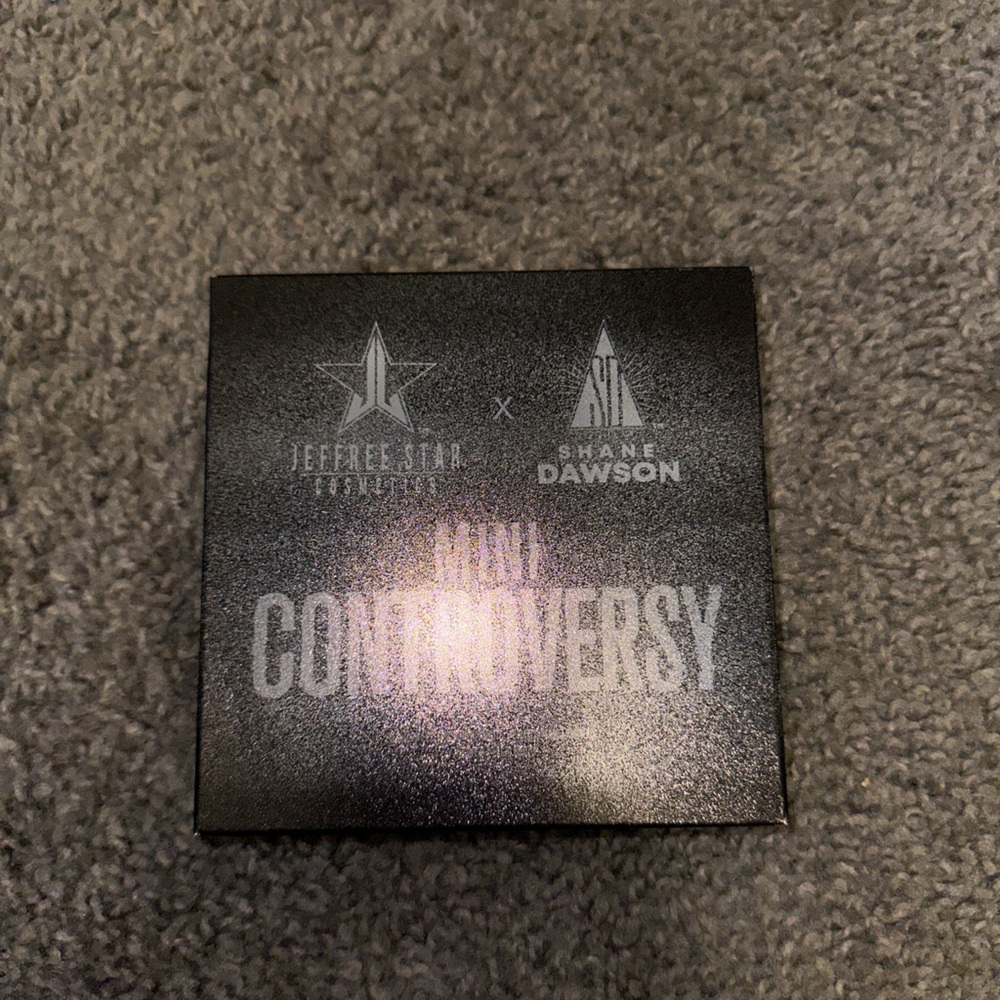 JEFFREE STAR
COSMETICS
X
SHANE
DAWSON
MINI
CONTROVERSY